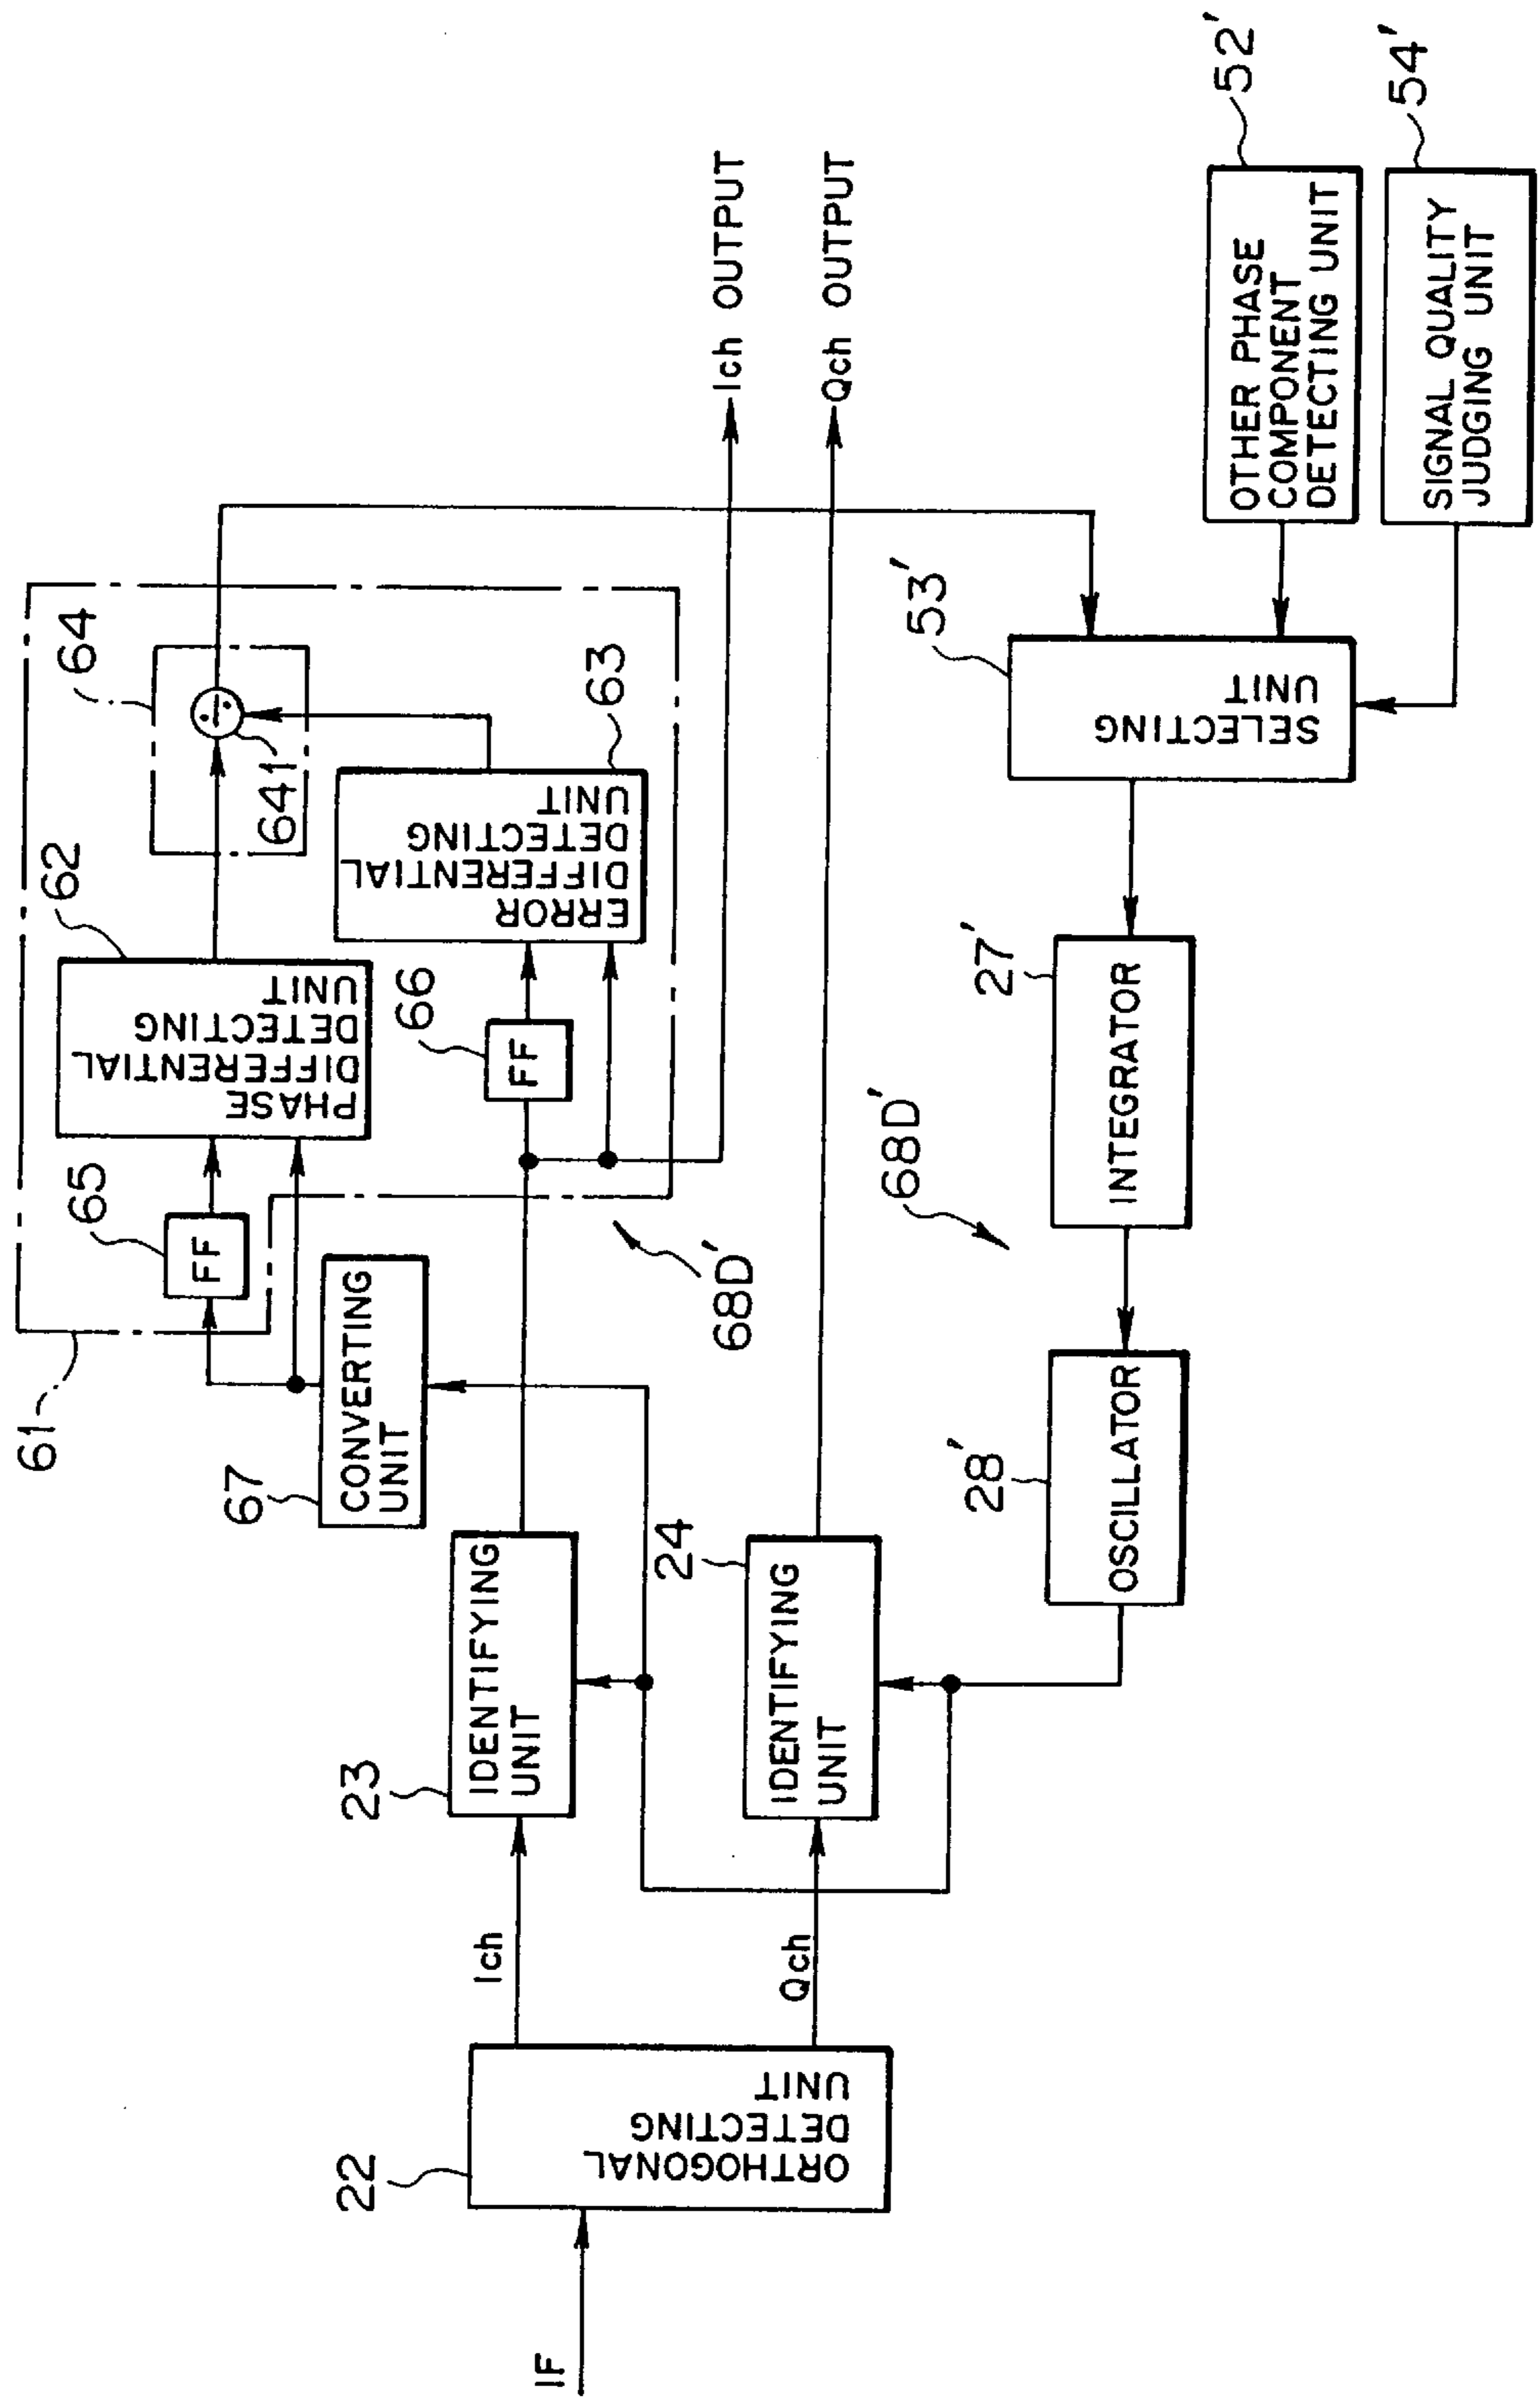 IF
22
ORTHOGONAL
DETECTING
UNIT
Ich
Qch
23
IDENTIFYING
UNIT
24
IDENTIFYING
UNIT
67
CONVERTING
UNIT
61
65
FF
62
PHASE
DIFFERENTIAL
DETECTING
UNIT
66
FF
63
ERROR
DIFFERENTIAL
DETECTING
UNIT
64
÷
641
68D'
Ich OUTPUT
Qch OUTPUT
28'
OSCILLATOR
68D'
27'
INTEGRATOR
53'
SELECTING
UNIT
52'
OTHER PHASE
COMPONENT
DETECTING UNIT
54'
SIGNAL QUALITY
JUDGING UNIT